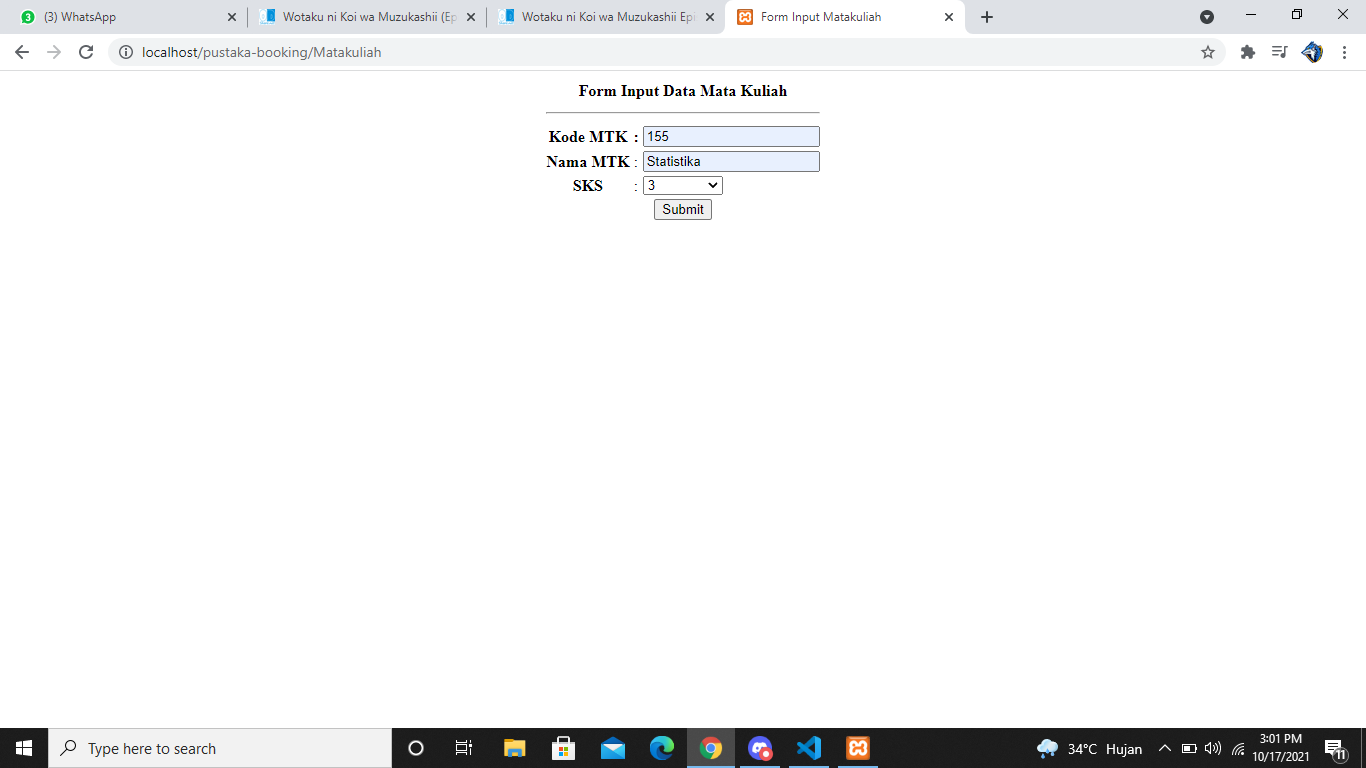 3 (3) WhatsApp
Wotaku ni Koi wa Muzukashii (Ep
Wotaku ni Koi wa Muzukashii Epi
Form Input Matakuliah
localhost/pustaka-booking/Matakuliah
Form Input Data Mata Kuliah
Kode MTK : 155
Nama MTK : Statistika
SKS : 3
Submit
Type here to search
34°C Hujan
3:01 PM
10/17/2021
11